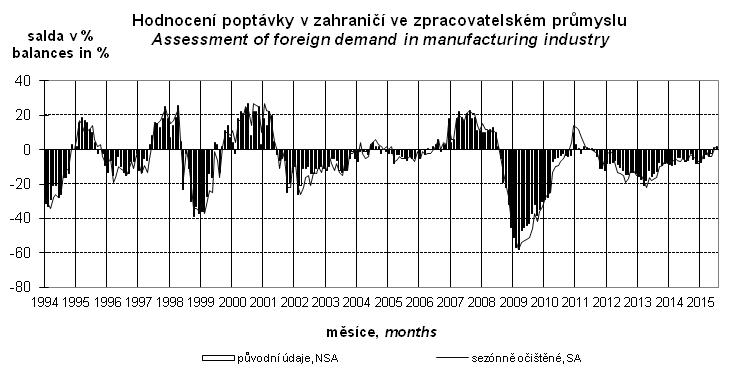 Hodnocení poptávky v zahraničí ve zpracovatelském průmyslu
Assessment of foreign demand in manufacturing industry
salda v %
balances in %
40
20
0
-20
-40
-60
-80
1994 1995 1996 1997 1998 1999 2000 2001 2002 2003 2004 2005 2006 2007 2008 2009 2010 2011 2012 2013 2014 2015
měsíce, months
původní údaje, NSA
sezónně očištěné, SA